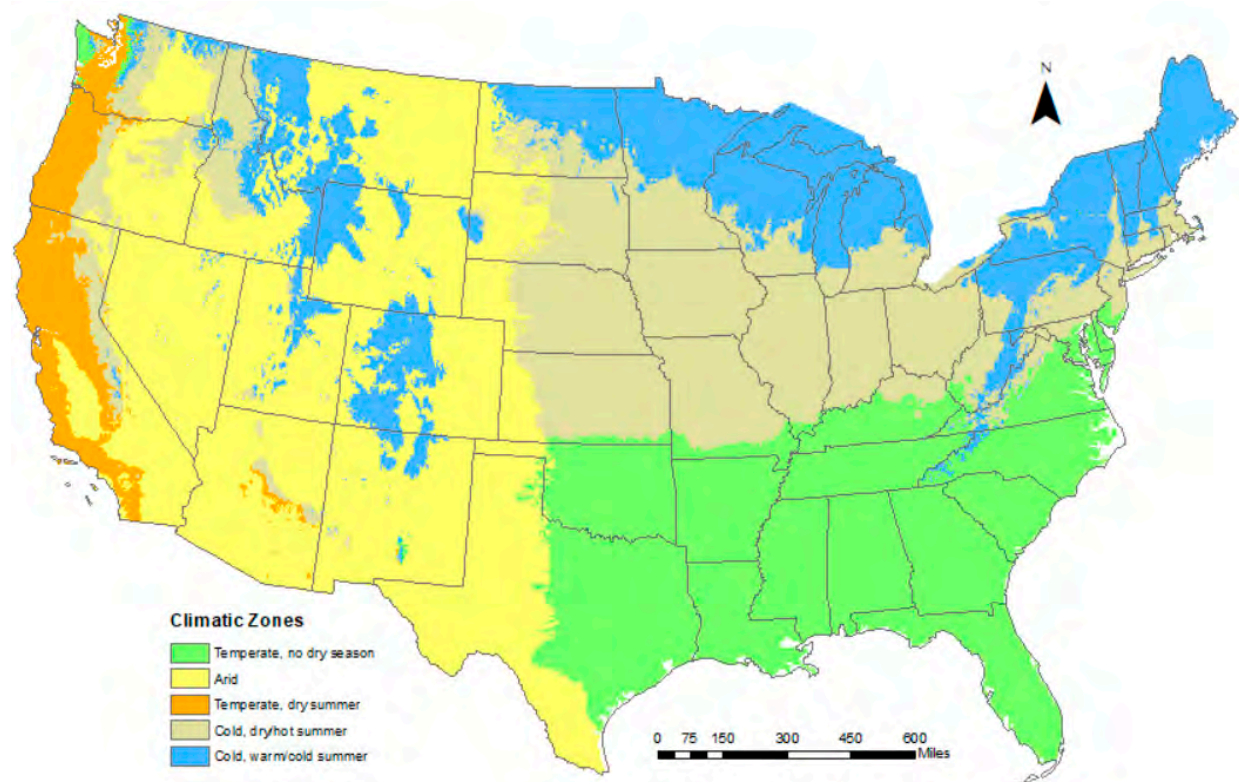 N
Climatic Zones
Temperate, no dry season
Arid
Temperate, dry summer
Cold, dry/hot summer
Cold, warm/cold summer
0 75 150 300 450 600
Miles